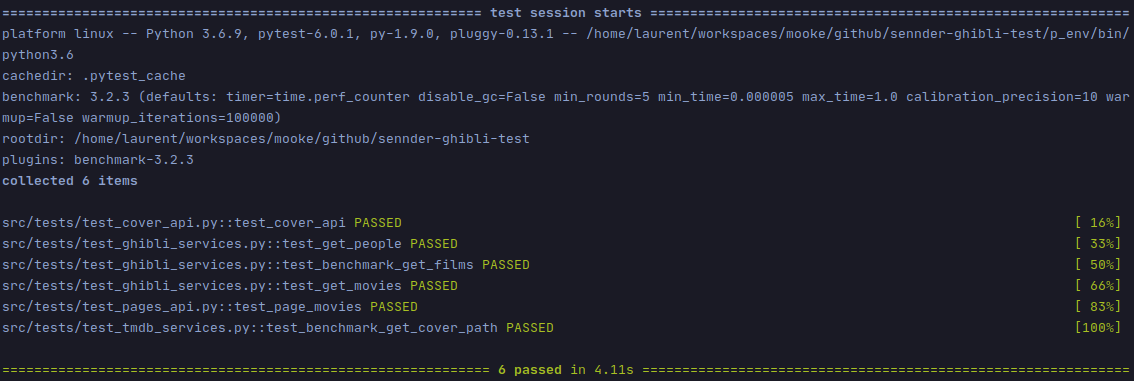 ============================================================ test session starts ============================================================
platform linux -- Python 3.6.9, pytest-6.0.1, py-1.9.0, pluggy-0.13.1 -- /home/laurent/workspaces/mooke/github/sennder-ghibli-test/p_env/bin/
python3.6
cachedir: .pytest_cache
benchmark: 3.2.3 (defaults: timer=time.perf_counter disable_gc=False min_rounds=5 min_time=0.000005 max_time=1.0 calibration_precision=10 war
mup=False warmup_iterations=100000)
rootdir: /home/laurent/workspaces/mooke/github/sennder-ghibli-test
plugins: benchmark-3.2.3
collected 6 items
src/tests/test_cover_api.py::test_cover_api PASSED [ 16%]
src/tests/test_ghibli_services.py::test_get_people PASSED [ 33%]
src/tests/test_ghibli_services.py::test_benchmark_get_films PASSED [ 50%]
src/tests/test_ghibli_services.py::test_get_movies PASSED [ 66%]
src/tests/test_pages_api.py::test_page_movies PASSED [ 83%]
src/tests/test_tmdb_services.py::test_benchmark_get_cover_path PASSED [100%]
============================================================= 6 passed in 4.11s =============================================================